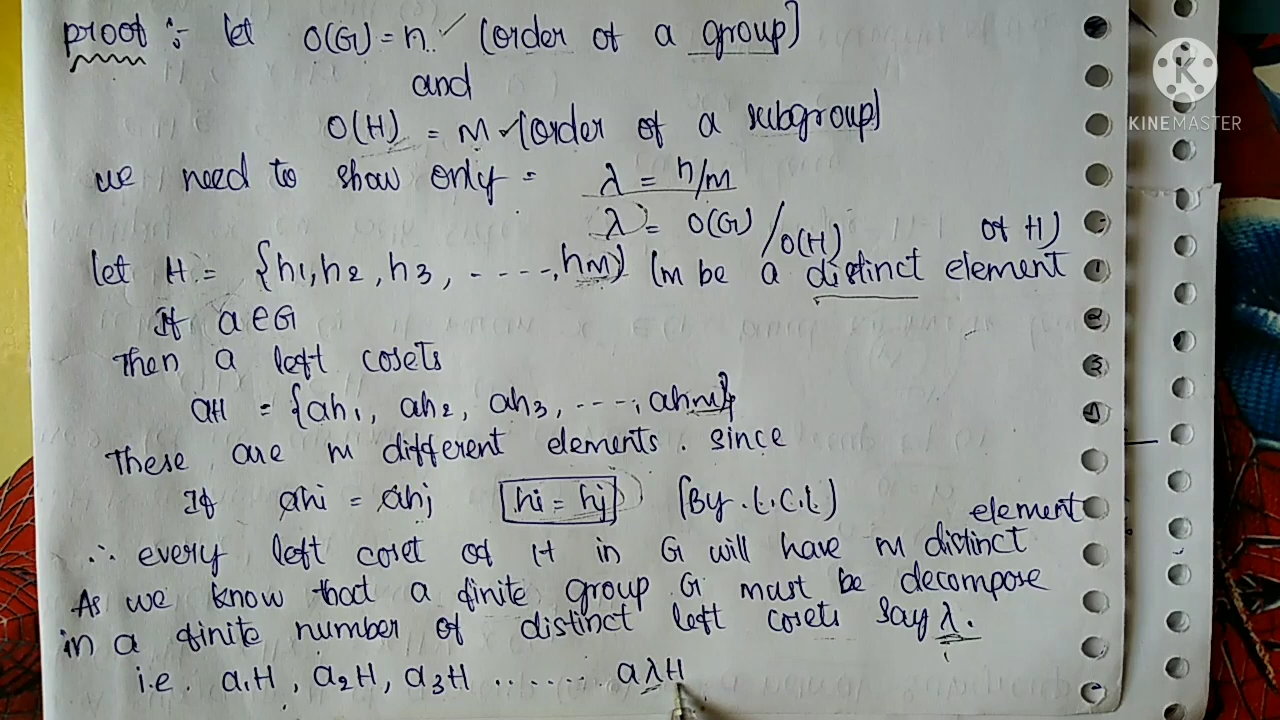 proof :- let O(G) = n (order of a group)
and
O(H) = m (order of a subgroup)
we need to show only = λ = n/m
λ = O(G)/O(H)
let H = {h1, h2, h3, -----, hm} (m be a distinct element of H)
If a∈G
Then a left cosets
aH = {ah1, ah2, ah3, ----, ahm}
These are m different elements. since
If ahi = ahj hi = hj (By. L.C.L)
∴ every left coset of H in G will have m distinct element
As we know that a finite group G must be decompose
in a finite number of distinct left cosets say λ.
i.e. a1H, a2H, a3H ....... aλH
KINEMASTER